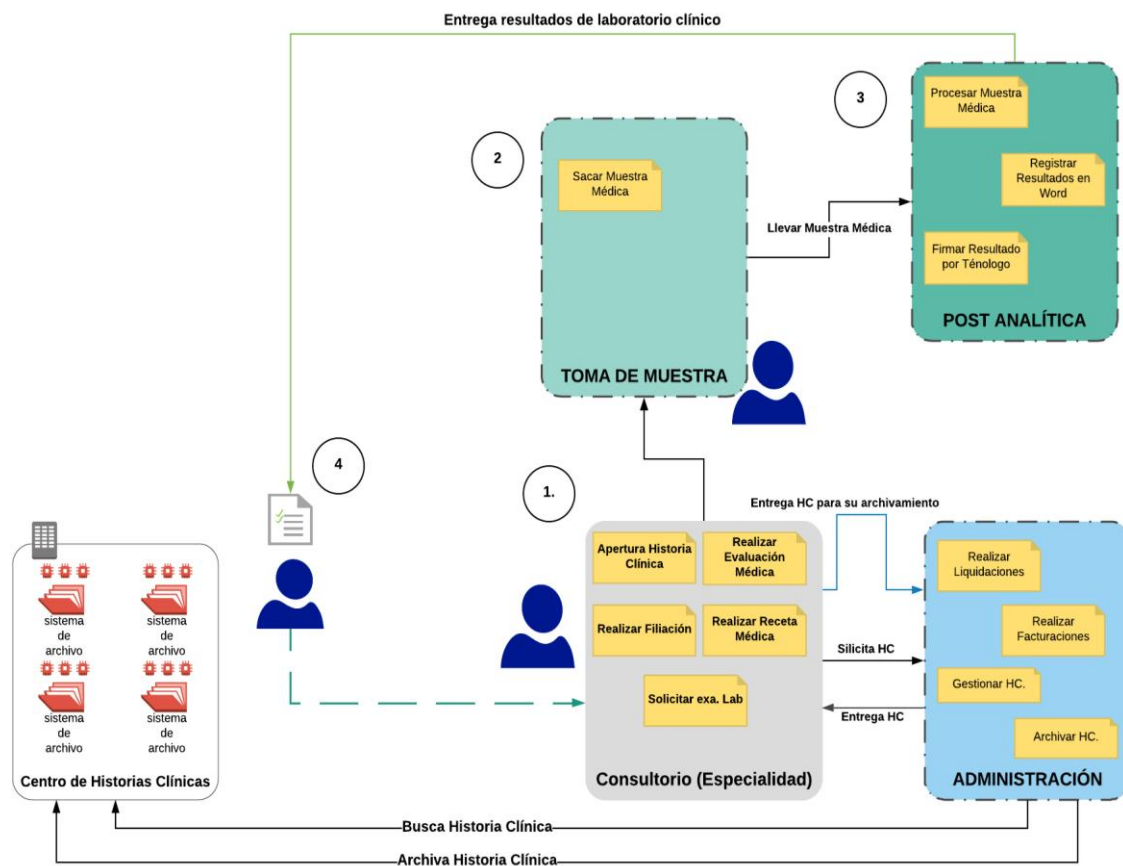 Entrega resultados de laboratorio clínico
3
Procesar Muestra
Médica
Registrar
Resultados en
Word
Firmar Resultado
por Ténologo
POST ANALÍTICA
2
Sacar Muestra
Médica
Llevar Muestra Médica
TOMA DE MUESTRA
4
1.
Entrega HC para su archivamiento
Apertura Historia
Clínica
Realizar
Evaluación
Médica
Realizar Filiación
Realizar Receta
Médica
Solicitar exa. Lab
Consultorio (Especialidad)
Silicita HC
Entrega HC
Realizar
Liquidaciones
Realizar
Facturaciones
Gestionar HC.
Archivar HC.
ADMINISTRACIÓN
sistema
de
archivo
sistema
de
archivo
sistema
de
archivo
sistema
de
archivo
Centro de Historias Clínicas
Busca Historia Clínica
Archiva Historia Clínica